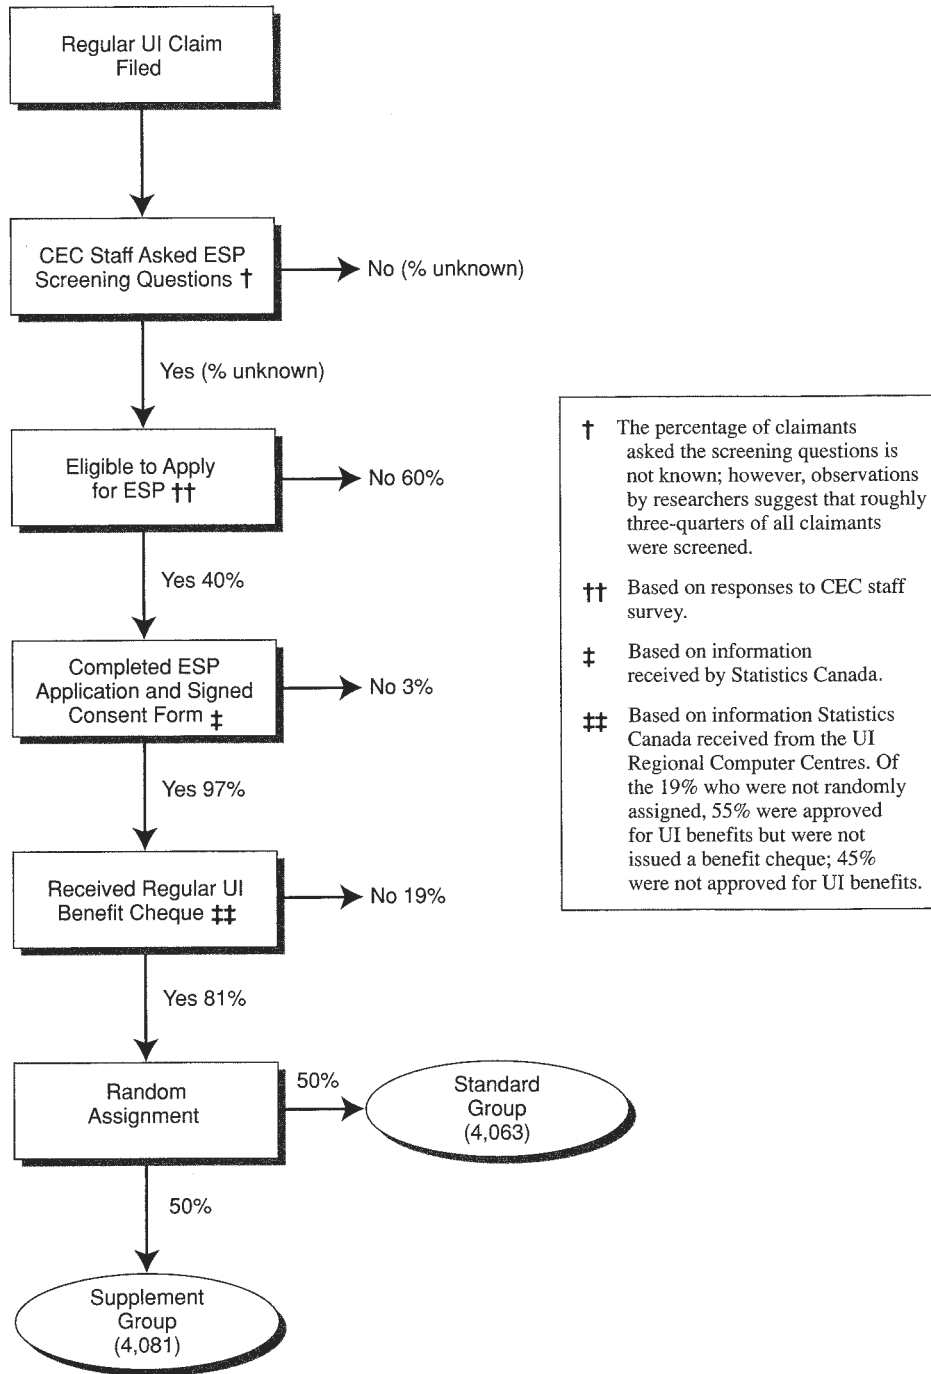 Regular UI Claim
Filed
CEC Staff Asked ESP
Screening Questions †
No (% unknown)
Yes (% unknown)
Eligible to Apply
for ESP ††
No 60%
Yes 40%
Completed ESP
Application and Signed
Consent Form ‡
No 3%
Yes 97%
Received Regular UI
Benefit Cheque ‡‡
No 19%
Yes 81%
Random
Assignment
50%
Standard
Group
(4,063)
50%
Supplement
Group
(4,081)
† The percentage of claimants
asked the screening questions is
not known; however, observations
by researchers suggest that roughly
three-quarters of all claimants
were screened.
†† Based on responses to CEC staff
survey.
‡ Based on information
received by Statistics Canada.
‡‡ Based on information Statistics
Canada received from the UI
Regional Computer Centres. Of
the 19% who were not randomly
assigned, 55% were approved
for UI benefits but were not
issued a benefit cheque; 45%
were not approved for UI benefits.